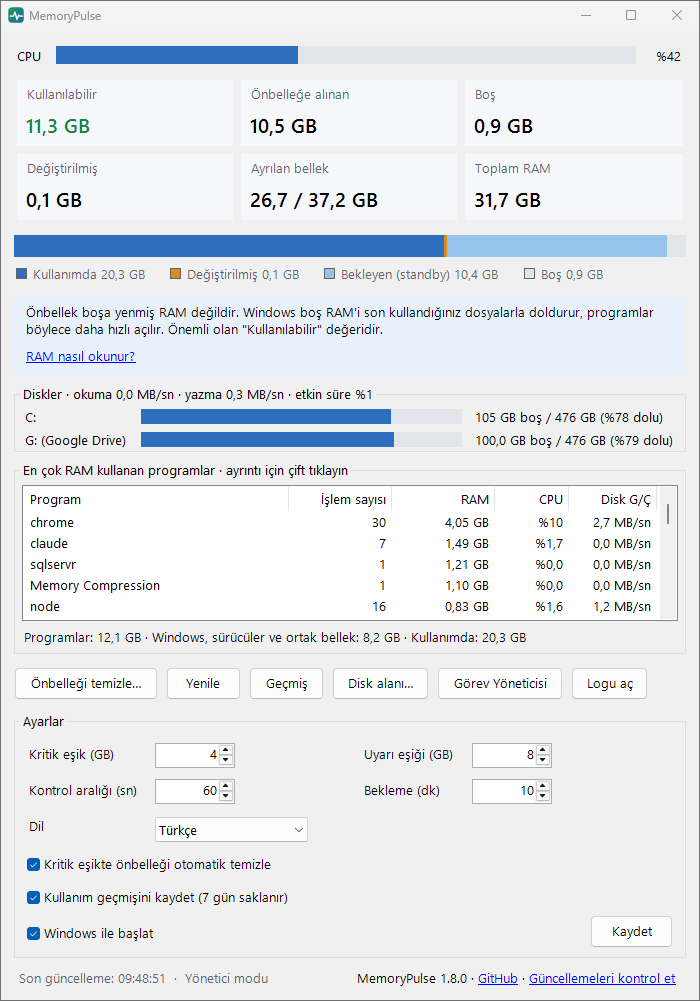 MemoryPulse
CPU %42
Kullanılabilir Önbelleğe alınan Boş
11,3 GB 10,5 GB 0,9 GB
Değiştirilmiş Ayrılan bellek Toplam RAM
0,1 GB 26,7 / 37,2 GB 31,7 GB
Kullanımda 20,3 GB Değiştirilmiş 0,1 GB Bekleyen (standby) 10,4 GB Boş 0,9 GB
Önbellek boşa yenmiş RAM değildir. Windows boş RAM'i son kullandığınız dosyalarla doldurur, programlar
böylece daha hızlı açılır. Önemli olan "Kullanılabilir" değeridir.
RAM nasıl okunur?
Diskler · okuma 0,0 MB/sn · yazma 0,3 MB/sn · etkin süre %1
C: 105 GB boş / 476 GB (%78 dolu)
G: (Google Drive) 100,0 GB boş / 476 GB (%79 dolu)
En çok RAM kullanan programlar · ayrıntı için çift tıklayın
Program İşlem sayısı RAM CPU Disk G/Ç
chrome 30 4,05 GB %10 2,7 MB/sn
claude 7 1,49 GB %1,7 0,0 MB/sn
sqlservr 1 1,21 GB %0,0 0,0 MB/sn
Memory Compression 1 1,10 GB %0,0 0,0 MB/sn
node 16 0,83 GB %1,6 1,2 MB/sn
Programlar: 12,1 GB · Windows, sürücüler ve ortak bellek: 8,2 GB · Kullanımda: 20,3 GB
Önbelleği temizle... Yenile Geçmiş Disk alanı... Görev Yöneticisi Logu aç
Ayarlar
Kritik eşik (GB) 4 Uyarı eşiği (GB) 8
Kontrol aralığı (sn) 60 Bekleme (dk) 10
Dil Türkçe
Kritik eşikte önbelleği otomatik temizle
Kullanım geçmişini kaydet (7 gün saklanır)
Windows ile başlat Kaydet
Son güncelleme: 09:48:51 · Yönetici modu MemoryPulse 1.8.0 · GitHub · Güncellemeleri kontrol et